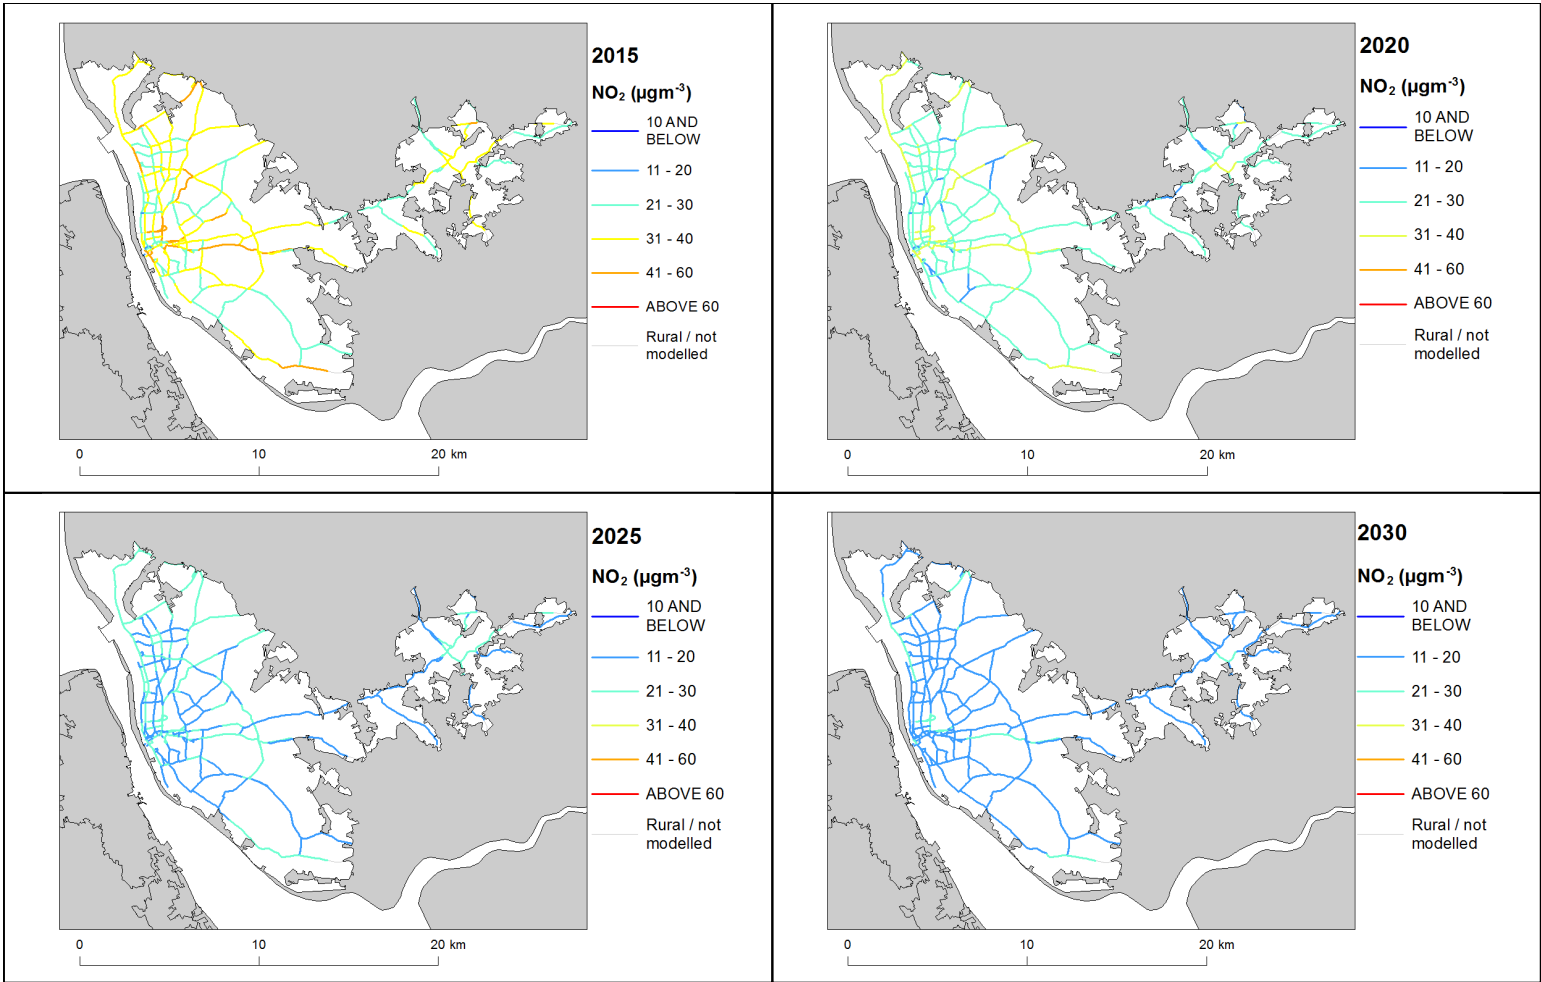 2015
NO₂ (µgm⁻³)
10 AND
BELOW
11 - 20
21 - 30
31 - 40
41 - 60
ABOVE 60
Rural / not
modelled
0 10 20 km
2020
NO₂ (µgm⁻³)
10 AND
BELOW
11 - 20
21 - 30
31 - 40
41 - 60
ABOVE 60
Rural / not
modelled
0 10 20 km
2025
NO₂ (µgm⁻³)
10 AND
BELOW
11 - 20
21 - 30
31 - 40
41 - 60
ABOVE 60
Rural / not
modelled
0 10 20 km
2030
NO₂ (µgm⁻³)
10 AND
BELOW
11 - 20
21 - 30
31 - 40
41 - 60
ABOVE 60
Rural / not
modelled
0 10 20 km